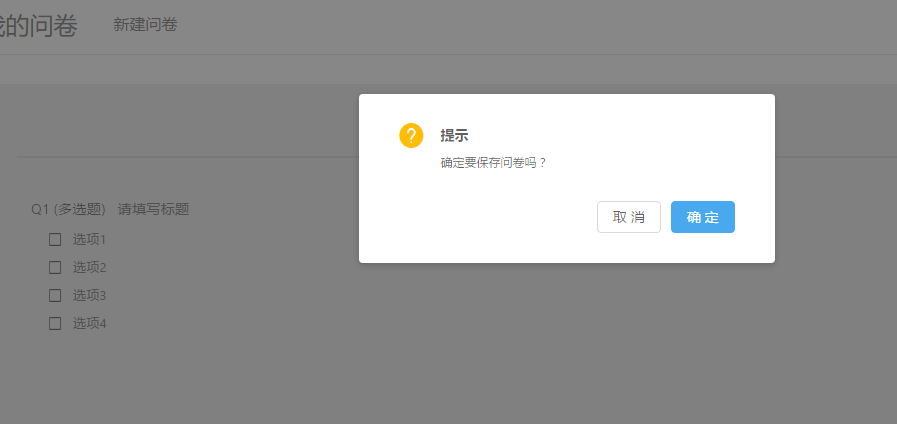 我的问卷 新建问卷
提示
确定要保存问卷吗？
取 消 确 定
Q1 (多选题) 请填写标题
选项1
选项2
选项3
选项4